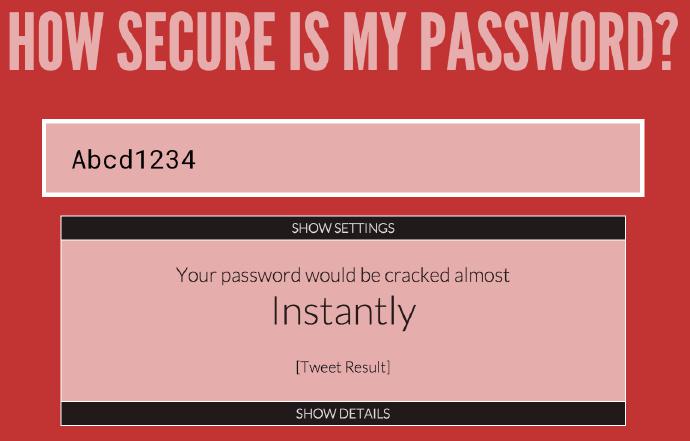 HOW SECURE IS MY PASSWORD?
Abcd1234
SHOW SETTINGS
Your password would be cracked almost
Instantly
[Tweet Result]
SHOW DETAILS